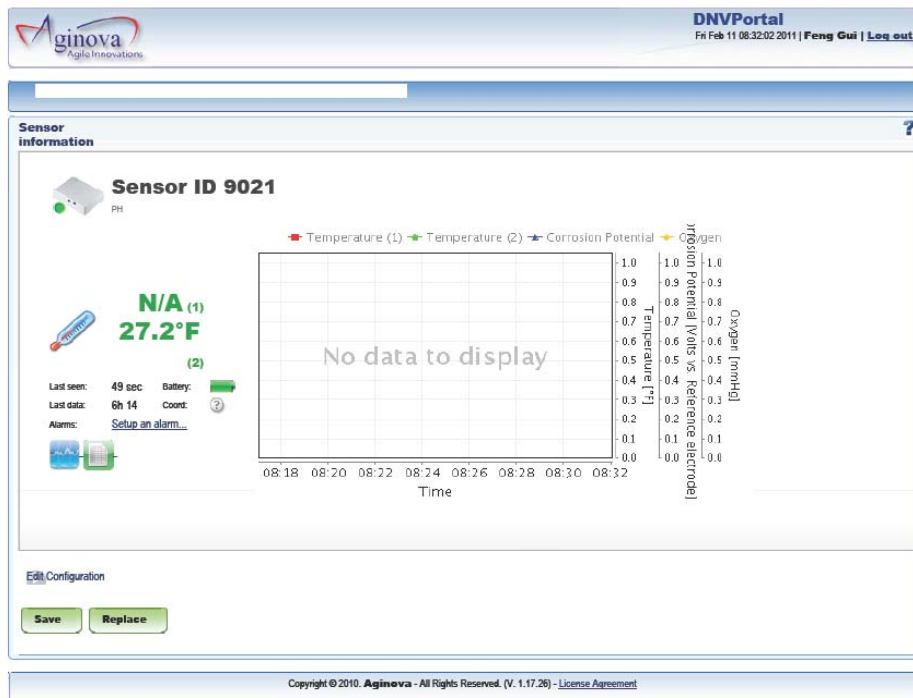 Aginova
Agile Innovations
DNVPortal
Fri Feb 11 08:32:02 2011 | Feng Gui | Log out
Sensor
information
?
Sensor ID 9021
PH
Temperature (1) Temperature (2) Corrosion Potential Oxygen
N/A (1)
27.2°F
(2)
Last seen: 49 sec Battery:
Last data: 6h 14 Coord: ?
Alarms: Setup an alarm...
No data to display
1.0 1.0 1.0
0.9 0.9 0.9
0.8 0.8 0.8
0.7 0.7 0.7
0.6 0.6 0.6
0.5 0.5 0.5
0.4 0.4 0.4
0.3 0.3 0.3
0.2 0.2 0.2
0.1 0.1 0.1
0.0 0.0 0.0
Temperature [°F]
orrosion Potential [Volts vs. Reference electrode]
Oxygen [mmHg]
08:18 08:20 08:22 08:24 08:26 08:28 08:30 08:32
Time
Edit Configuration
Save Replace
Copyright © 2010. Aginova - All Rights Reserved. (V. 1.17.26) - License Agreement